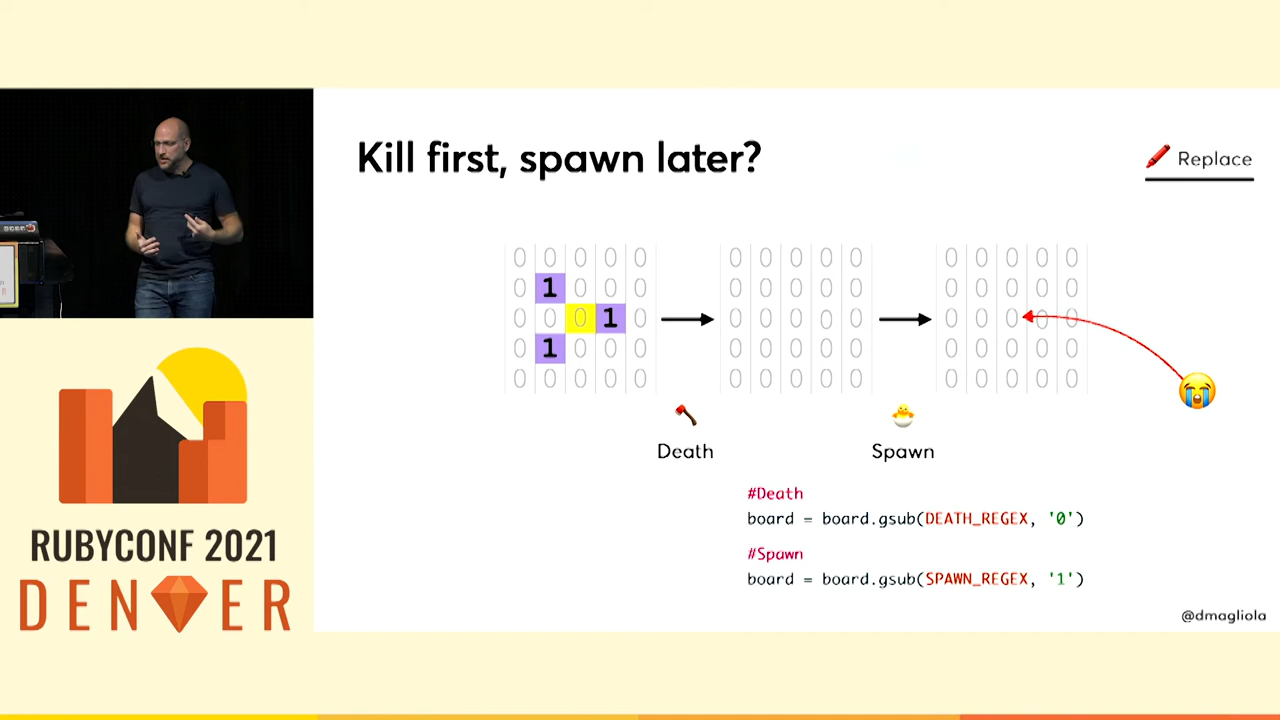 Kill first, spawn later?
Replace
0 0 0 0 0
0 1 0 0 0
0 0 0 1 0
0 1 0 0 0
0 0 0 0 0
0 0 0 0 0
0 0 0 0 0
0 0 0 0 0
0 0 0 0 0
0 0 0 0 0
0 0 0 0 0
0 0 0 0 0
0 0 0 0 0
0 0 0 0 0
0 0 0 0 0
Death
Spawn
#Death
board = board.gsub(DEATH_REGEX, '0')
#Spawn
board = board.gsub(SPAWN_REGEX, '1')
@dmagliola
RUBYCONF 2021
DENVER